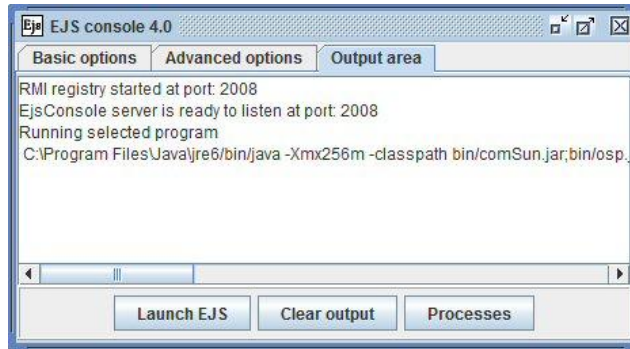 Ejs EJS console 4.0
Basic options Advanced options Output area
RMI registry started at port: 2008
EjsConsole server is ready to listen at port: 2008
Running selected program
C:\Program Files\Java\jre6/bin/java -Xmx256m -classpath bin/comSun.jar;bin/osp.
Launch EJS Clear output Processes